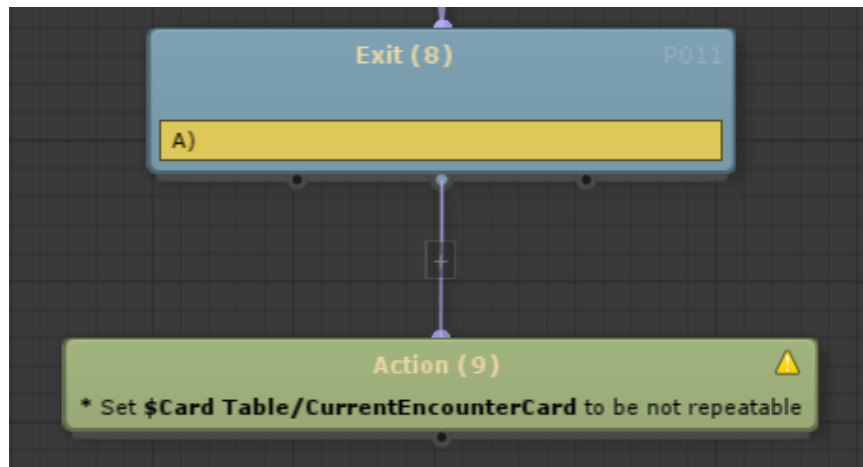 Exit (8) P011
A)
+
Action (9)
* Set $Card Table/CurrentEncounterCard to be not repeatable